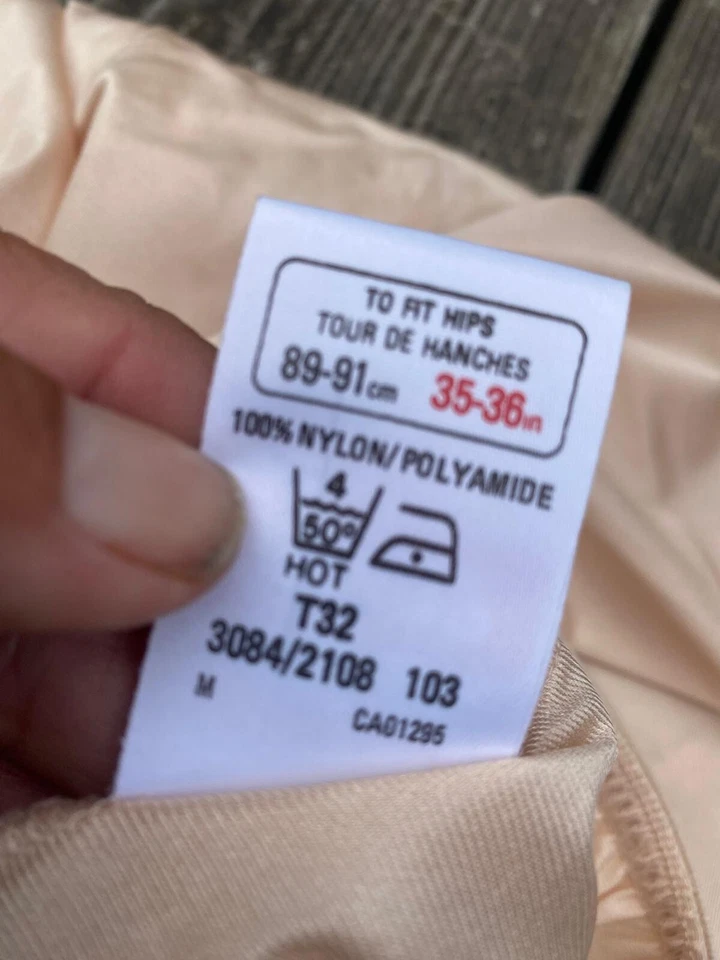 TO FIT HIPS
TOUR DE HANCHES
89-91cm 35-36in
100% NYLON/POLYAMIDE
4
50°
HOT
T32
3084/2108 103
M
CA01295